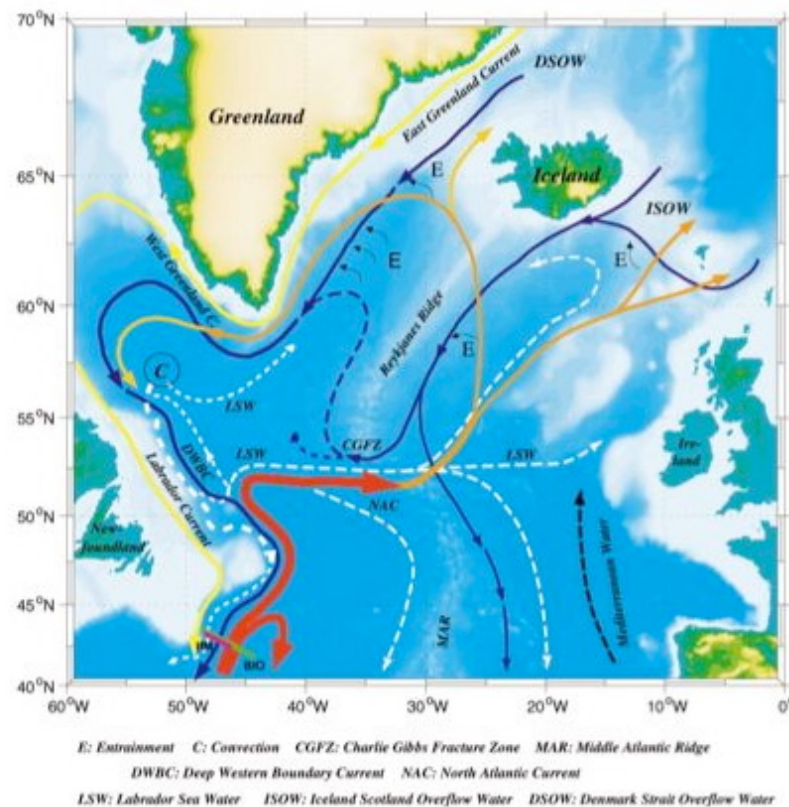 70°N
DSOW
East Greenland Current
Greenland
E
Iceland
65°N
ISOW
West Greenland C.
E
E
60°N
Reykjanes Ridge
E
C
LSW
55°N
DWBC
CGFZ
LSW
LSW
Ire-
land
Labrador Current
NAC
50°N
New-
foundland
Mediterranean Water
45°N
MAR
BIO
40°N
60°W 50°W 40°W 30°W 20°W 10°W
E: Entrainment C: Convection CGFZ: Charlie Gibbs Fracture Zone MAR: Middle Atlantic Ridge
DWBC: Deep Western Boundary Current NAC: North Atlantic Current
LSW: Labrador Sea Water ISOW: Iceland Scotland Overflow Water DSOW: Denmark Strait Overflow Water